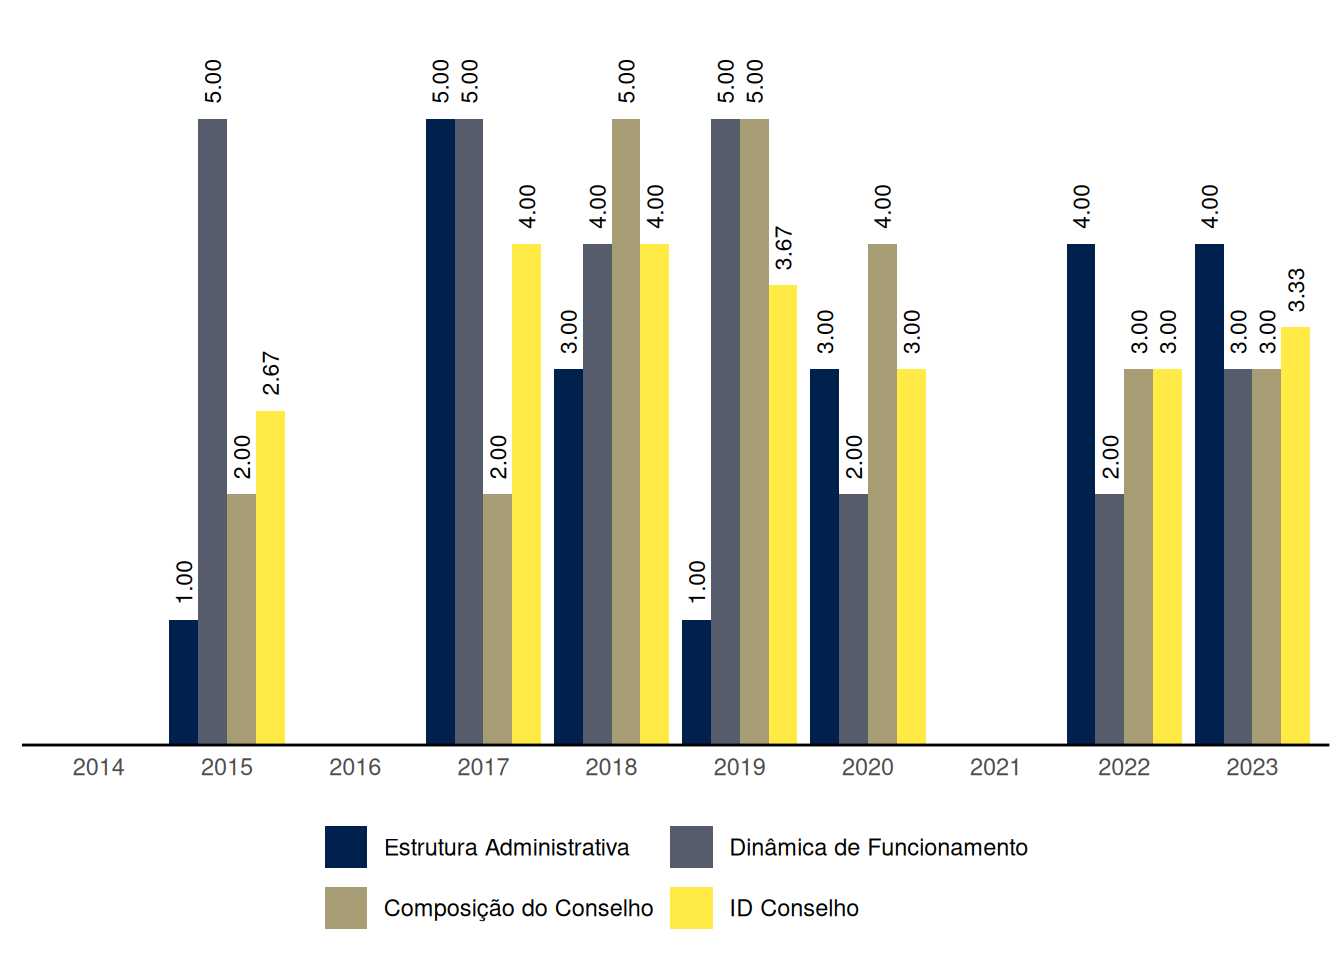 5.00 5.00 5.00 5.00 5.00 5.00
4.00 4.00 4.00 4.00 4.00 4.00
3.67
3.33
3.00 3.00 3.00 3.00 3.00 3.00 3.00
2.67
2.00 2.00 2.00 2.00
1.00 1.00
2014 2015 2016 2017 2018 2019 2020 2021 2022 2023
Estrutura Administrativa Dinâmica de Funcionamento
Composição do Conselho ID Conselho